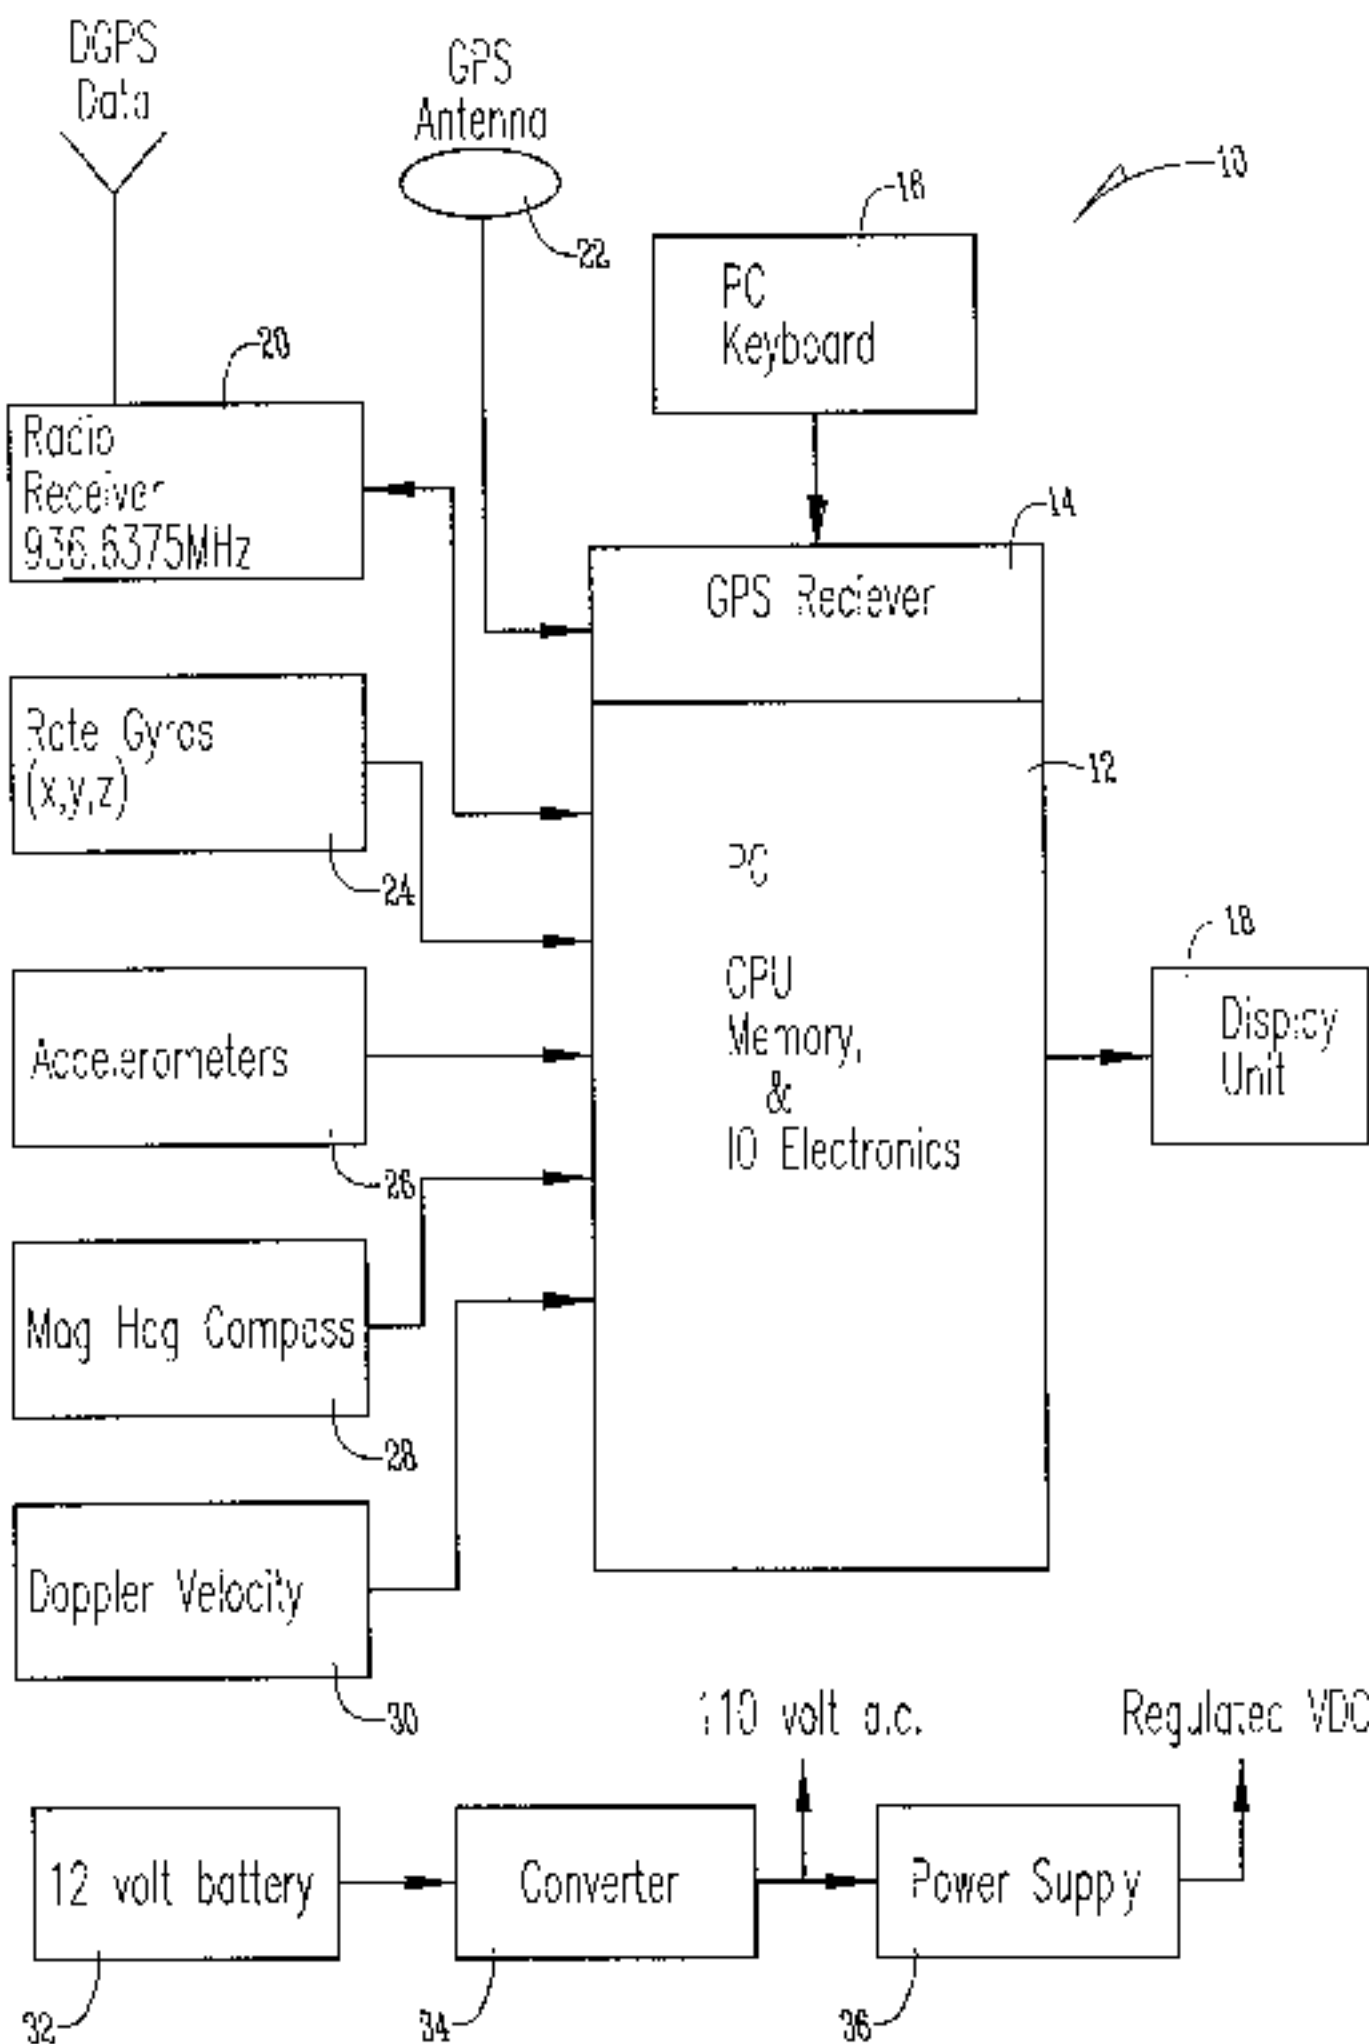 DGPS
Data
GPS
Antenna
10
16
22
PC
Keyboard
20
Radio
Receiver
936.6375MHz
14
GPS Reciever
Rate Gyros
(x,y,z)
12
24
PC
CPU
Memory,
&
IO Electronics
18
Display
Unit
Accelerometers
26
Mag Hdg Compass
28
Doppler Velocity
30
110 volt a.c.
Regulated VDC
12 volt battery
Converter
Power Supply
32
34
36